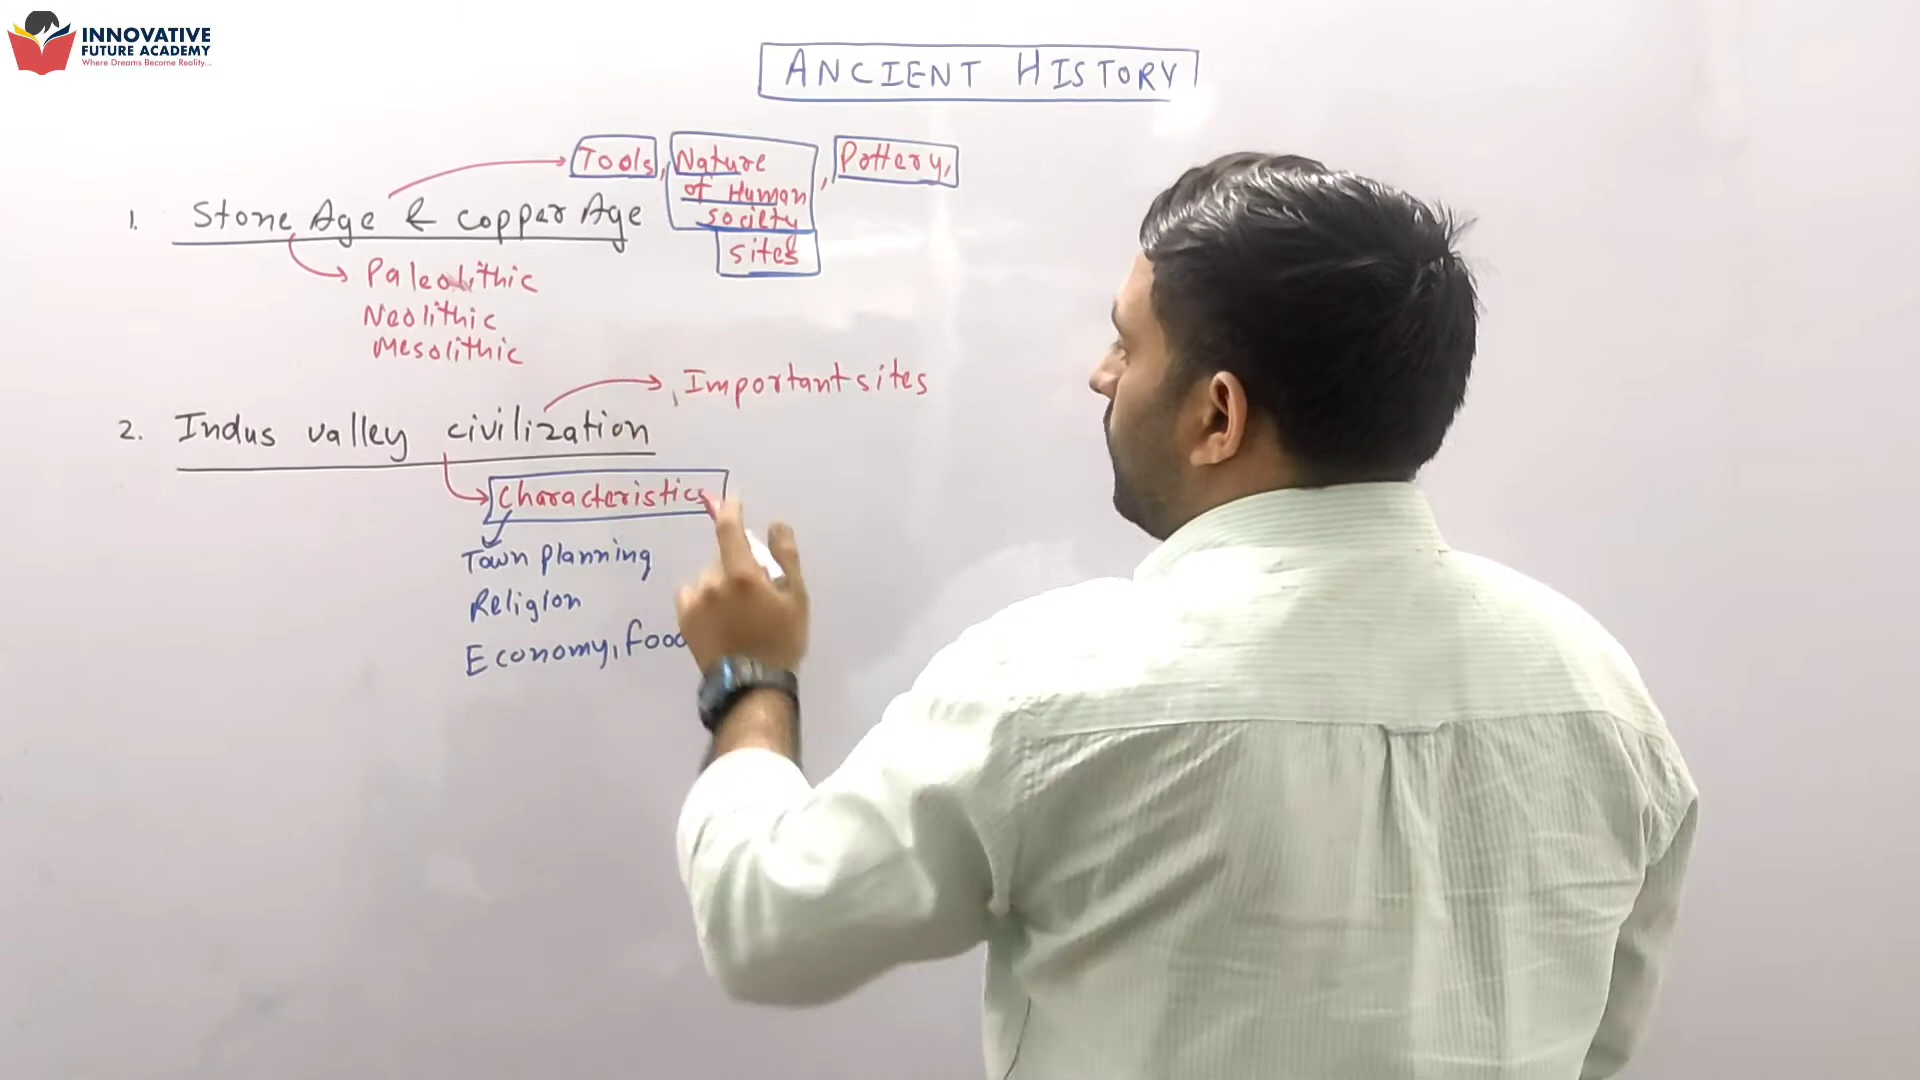 INNOVATIVE
FUTURE ACADEMY
Where Dreams Become Reality...
ANCIENT HISTORY
Tools, Nature of Human society, Pottery,
sites
1. Stone Age & copper Age
Paleolithic
Neolithic
Mesolithic
Important sites
2. Indus valley civilization
Characteristics
Town planning
Religion
Economy, food